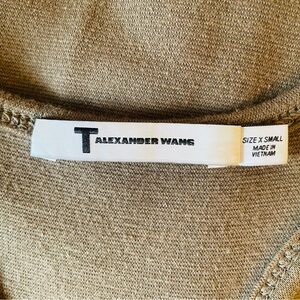 T ALEXANDER WANG
SIZE X SMALL
MADE IN
VIETNAM